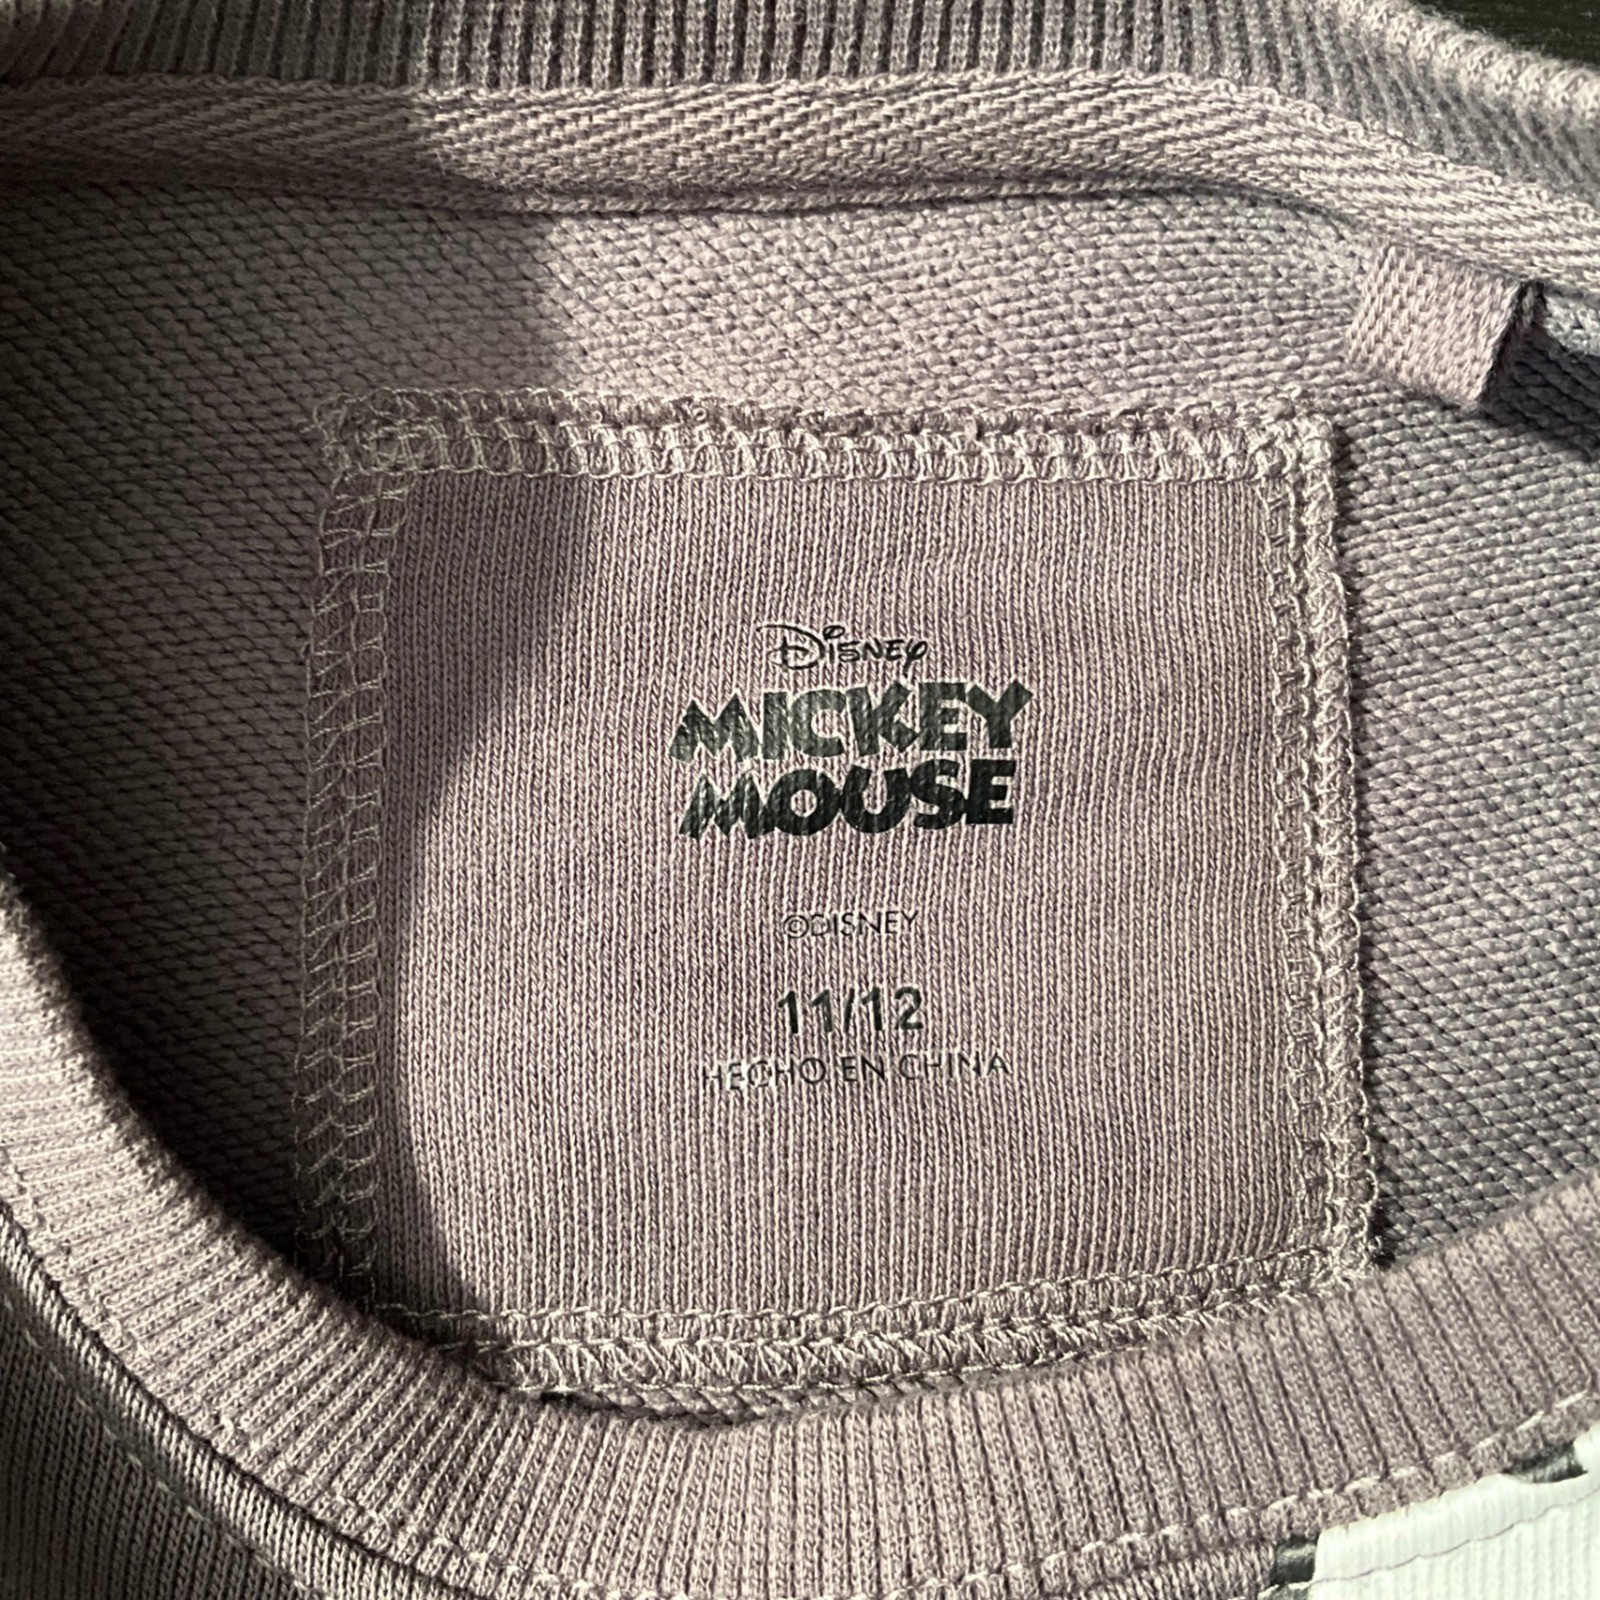 Disney
MICKEY
MOUSE
©DISNEY
11/12
HECHO EN CHINA